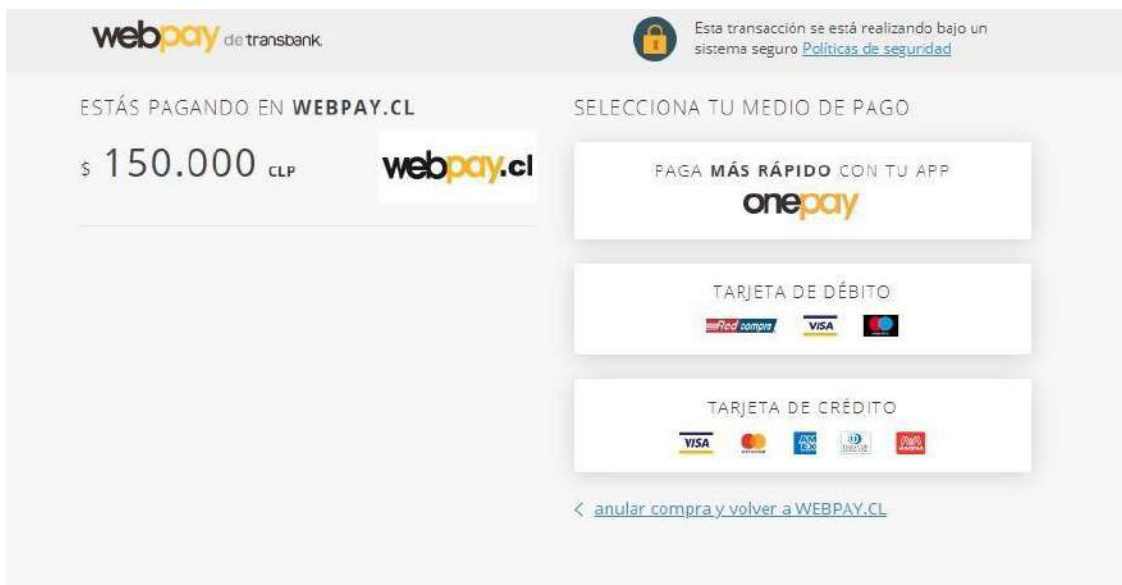 webpay de transbank.
Esta transacción se está realizando bajo un
sistema seguro Políticas de seguridad
ESTÁS PAGANDO EN WEBPAY.CL
$ 150.000 CLP
webpay.cl
SELECCIONA TU MEDIO DE PAGO
PAGA MÁS RÁPIDO CON TU APP
onepay
TARJETA DE DÉBITO
Red compra VISA
TARJETA DE CRÉDITO
VISA AM EX
< anular compra y volver a WEBPAY.CL